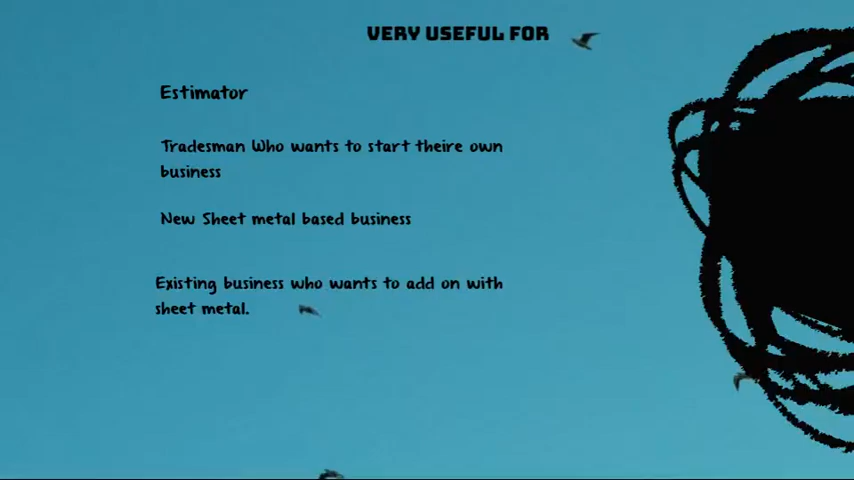 VERY USEFUL FOR
Estimator
Tradesman Who wants to start theire own
business
New Sheet metal based business
Existing business who wants to add on with
sheet metal.